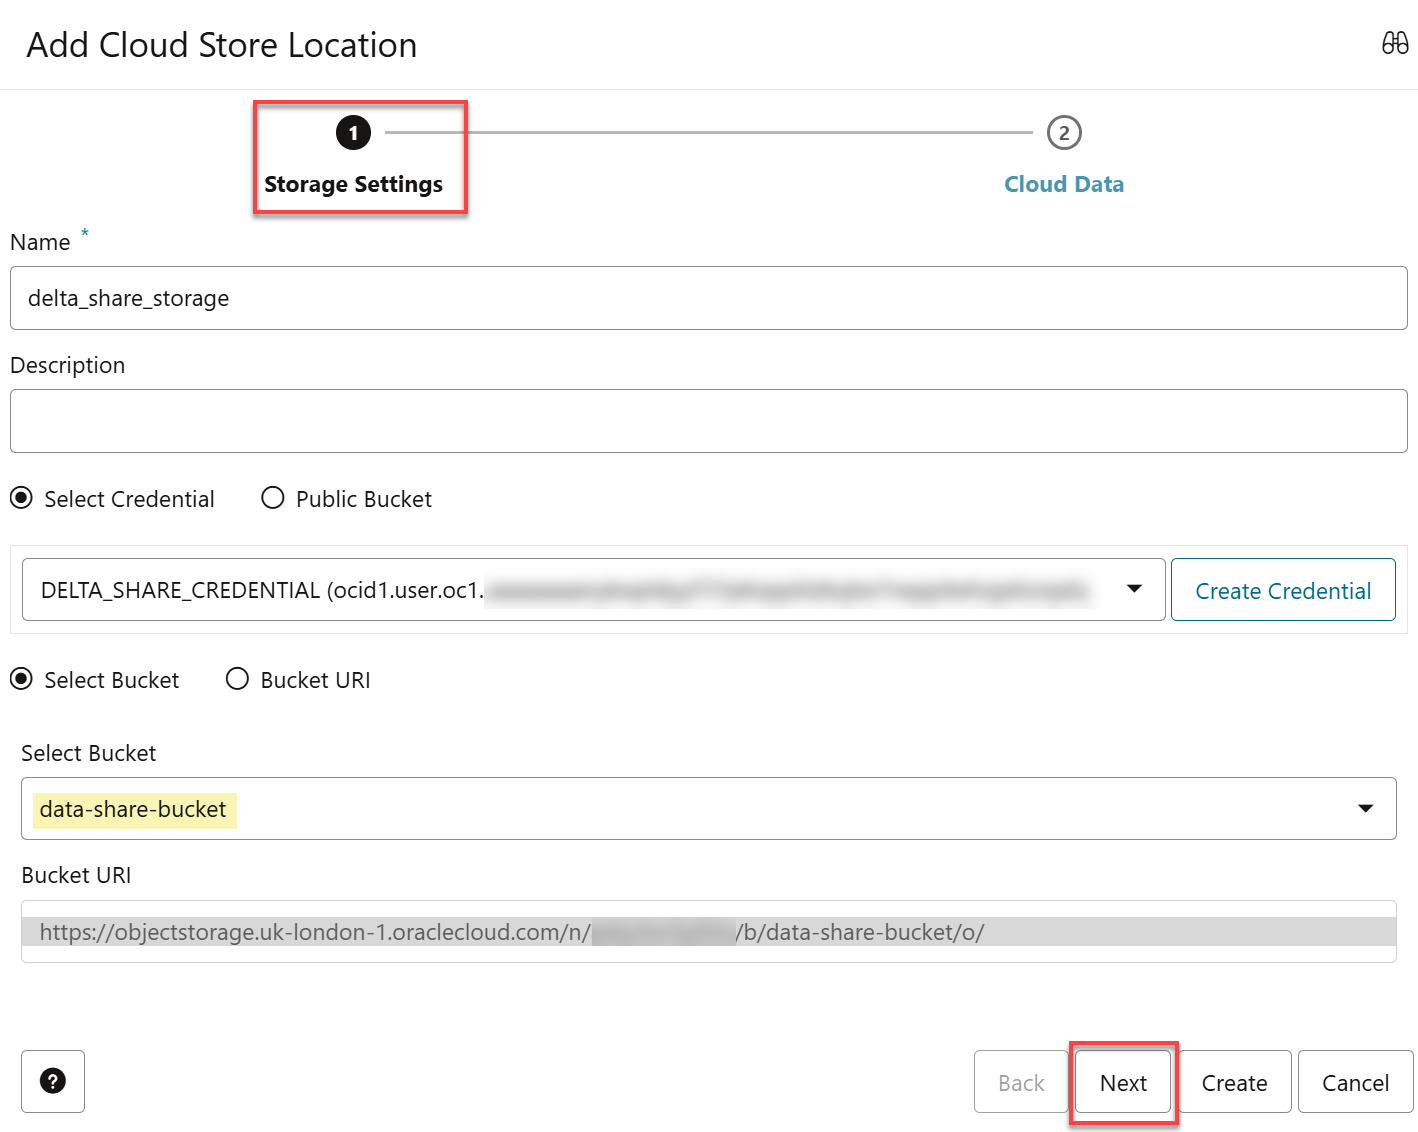 Add Cloud Store Location
1
2
Storage Settings
Cloud Data
Name *
delta_share_storage
Description
Select Credential
Public Bucket
DELTA_SHARE_CREDENTIAL (ocid1.user.oc1.
Create Credential
Select Bucket
Bucket URI
Select Bucket
data-share-bucket
Bucket URI
https://objectstorage.uk-london-1.oraclecloud.com/n/ /b/data-share-bucket/o/
?
Back
Next
Create
Cancel